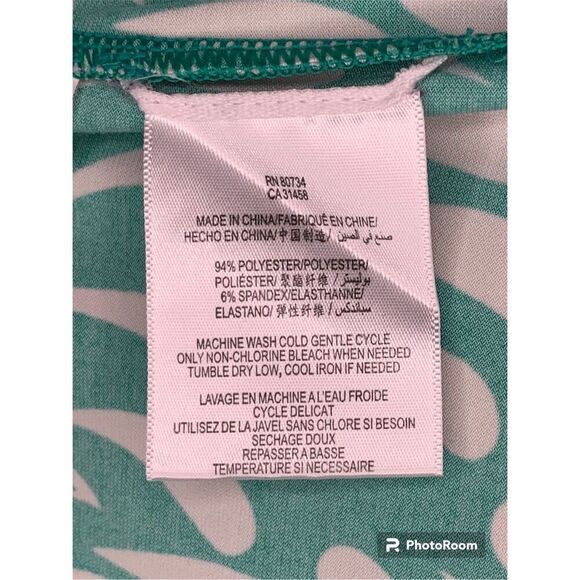 RN 80734
CA 31458
MADE IN CHINA/FABRIQUÉ EN CHINE/
HECHO EN CHINA/中国制造/ صنع في الصين
94% POLYESTER/POLYESTER/
POLIÉSTER/ 聚酯纤维 / بوليستر
6% SPANDEX/ELASTHANNE/
ELASTANO/ 弹性纤维/ سباندكس
MACHINE WASH COLD GENTLE CYCLE
ONLY NON-CHLORINE BLEACH WHEN NEEDED
TUMBLE DRY LOW, COOL IRON IF NEEDED
LAVAGE EN MACHINE A L'EAU FROIDE
CYCLE DELICAT
UTILISEZ DE LA JAVEL SANS CHLORE SI BESOIN
SECHAGE DOUX
REPASSER A BASSE
TEMPERATURE SI NECESSAIRE
PhotoRoom